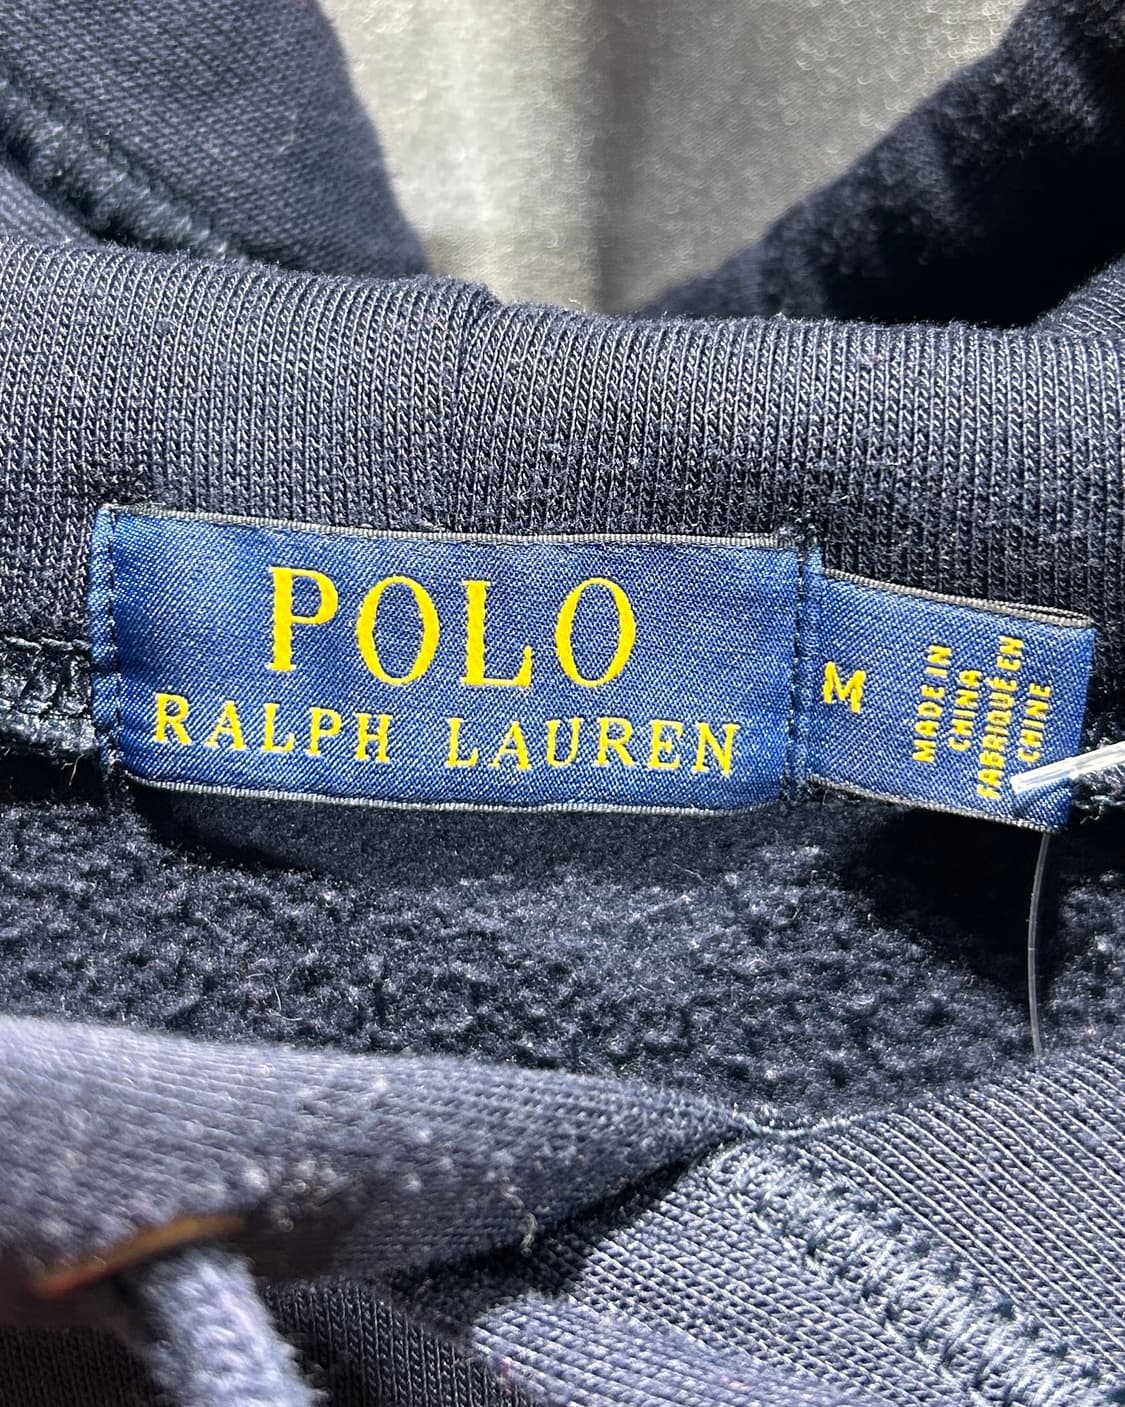 POLO
RALPH LAUREN
M
MADE IN
CHINA
FABRIQUÉ EN
CHINE